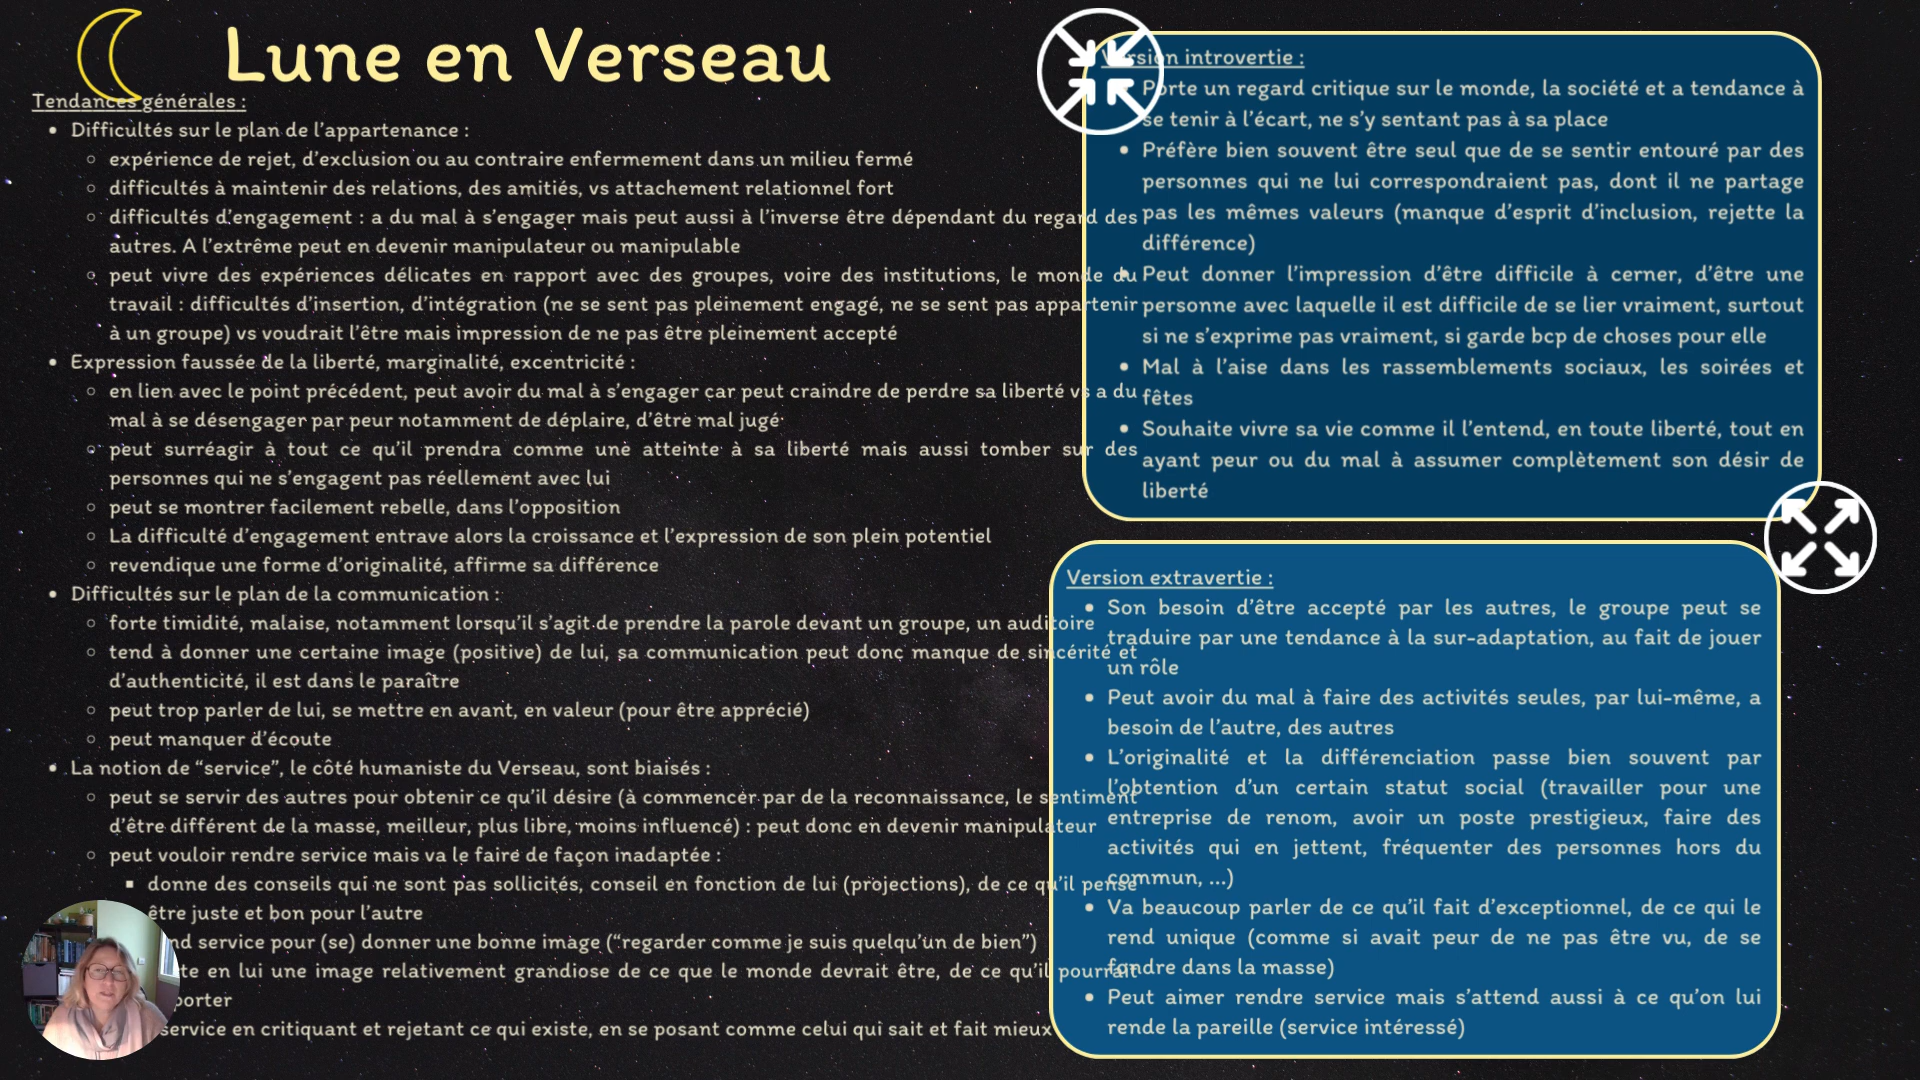 Lune en Verseau
Tendances générales :
• Difficultés sur le plan de l’appartenance :
◦ expérience de rejet, d’exclusion ou au contraire enfermement dans un milieu fermé
◦ difficultés à maintenir des relations, des amitiés, vs attachement relationnel fort
◦ difficultés d’engagement : a du mal à s’engager mais peut aussi à l’inverse être dépendant du regard des
autres. A l’extrême peut en devenir manipulateur ou manipulable
◦ peut vivre des expériences délicates en rapport avec des groupes, voire des institutions, le monde du
travail : difficultés d’insertion, d’intégration (ne se sent pas pleinement engagé, ne se sent pas appartenir
à un groupe) vs voudrait l’être mais impression de ne pas être pleinement accepté
• Expression faussée de la liberté, marginalité, excentricité :
◦ en lien avec le point précédent, peut avoir du mal à s’engager car peut craindre de perdre sa liberté vs a du
mal à se désengager par peur notamment de déplaire, d’être mal jugé
◦ peut surréagir à tout ce qu’il prendra comme une atteinte à sa liberté mais aussi tomber sur des
personnes qui ne s’engagent pas réellement avec lui
◦ peut se montrer facilement rebelle, dans l’opposition
◦ La difficulté d’engagement entrave alors la croissance et l’expression de son plein potentiel
◦ revendique une forme d’originalité, affirme sa différence
• Difficultés sur le plan de la communication :
◦ forte timidité, malaise, notamment lorsqu’il s’agit de prendre la parole devant un groupe, un auditoire
◦ tend à donner une certaine image (positive) de lui, sa communication peut donc manque de sincérité et
d’authenticité, il est dans le paraître
◦ peut trop parler de lui, se mettre en avant, en valeur (pour être apprécié)
◦ peut manquer d’écoute
• La notion de “service”, le côté humaniste du Verseau, sont biaisés :
◦ peut se servir des autres pour obtenir ce qu’il désire (à commencer par de la reconnaissance, le sentiment
d’être différent de la masse, meilleur, plus libre, moins influencé) : peut donc en devenir manipulateur
◦ peut vouloir rendre service mais va le faire de façon inadaptée :
▪ donne des conseils qui ne sont pas sollicités, conseil en fonction de lui (projections), de ce qu’il pense
être juste et bon pour l’autre
service pour (se) donner une bonne image (“regarder comme je suis quelqu’un de bien”)
en lui une image relativement grandiose de ce que le monde devrait être, de ce qu’il pourrait
service en critiquant et rejetant ce qui existe, en se posant comme celui qui sait et fait mieux
introvertie :
Porte un regard critique sur le monde, la société et a tendance à
se tenir à l’écart, ne s’y sentant pas à sa place
• Préfère bien souvent être seul que de se sentir entouré par des
personnes qui ne lui correspondraient pas, dont il ne partage
pas les mêmes valeurs (manque d’esprit d’inclusion, rejette la
différence)
• Peut donner l’impression d’être difficile à cerner, d’être une
personne avec laquelle il est difficile de se lier vraiment, surtout
si ne s’exprime pas vraiment, si garde bcp de choses pour elle
• Mal à l’aise dans les rassemblements sociaux, les soirées et
fêtes
• Souhaite vivre sa vie comme il l’entend, en toute liberté, tout en
ayant peur ou du mal à assumer complètement son désir de
liberté
Version extravertie :
• Son besoin d’être accepté par les autres, le groupe peut se
traduire par une tendance à la sur-adaptation, au fait de jouer
un rôle
• Peut avoir du mal à faire des activités seules, par lui-même, a
besoin de l’autre, des autres
• L’originalité et la différenciation passe bien souvent par
l’obtention d’un certain statut social (travailler pour une
entreprise de renom, avoir un poste prestigieux, faire des
activités qui en jettent, fréquenter des personnes hors du
commun, ...)
• Va beaucoup parler de ce qu’il fait d’exceptionnel, de ce qui le
rend unique (comme si avait peur de ne pas être vu, de se
fondre dans la masse)
• Peut aimer rendre service mais s’attend aussi à ce qu’on lui
rende la pareille (service intéressé)